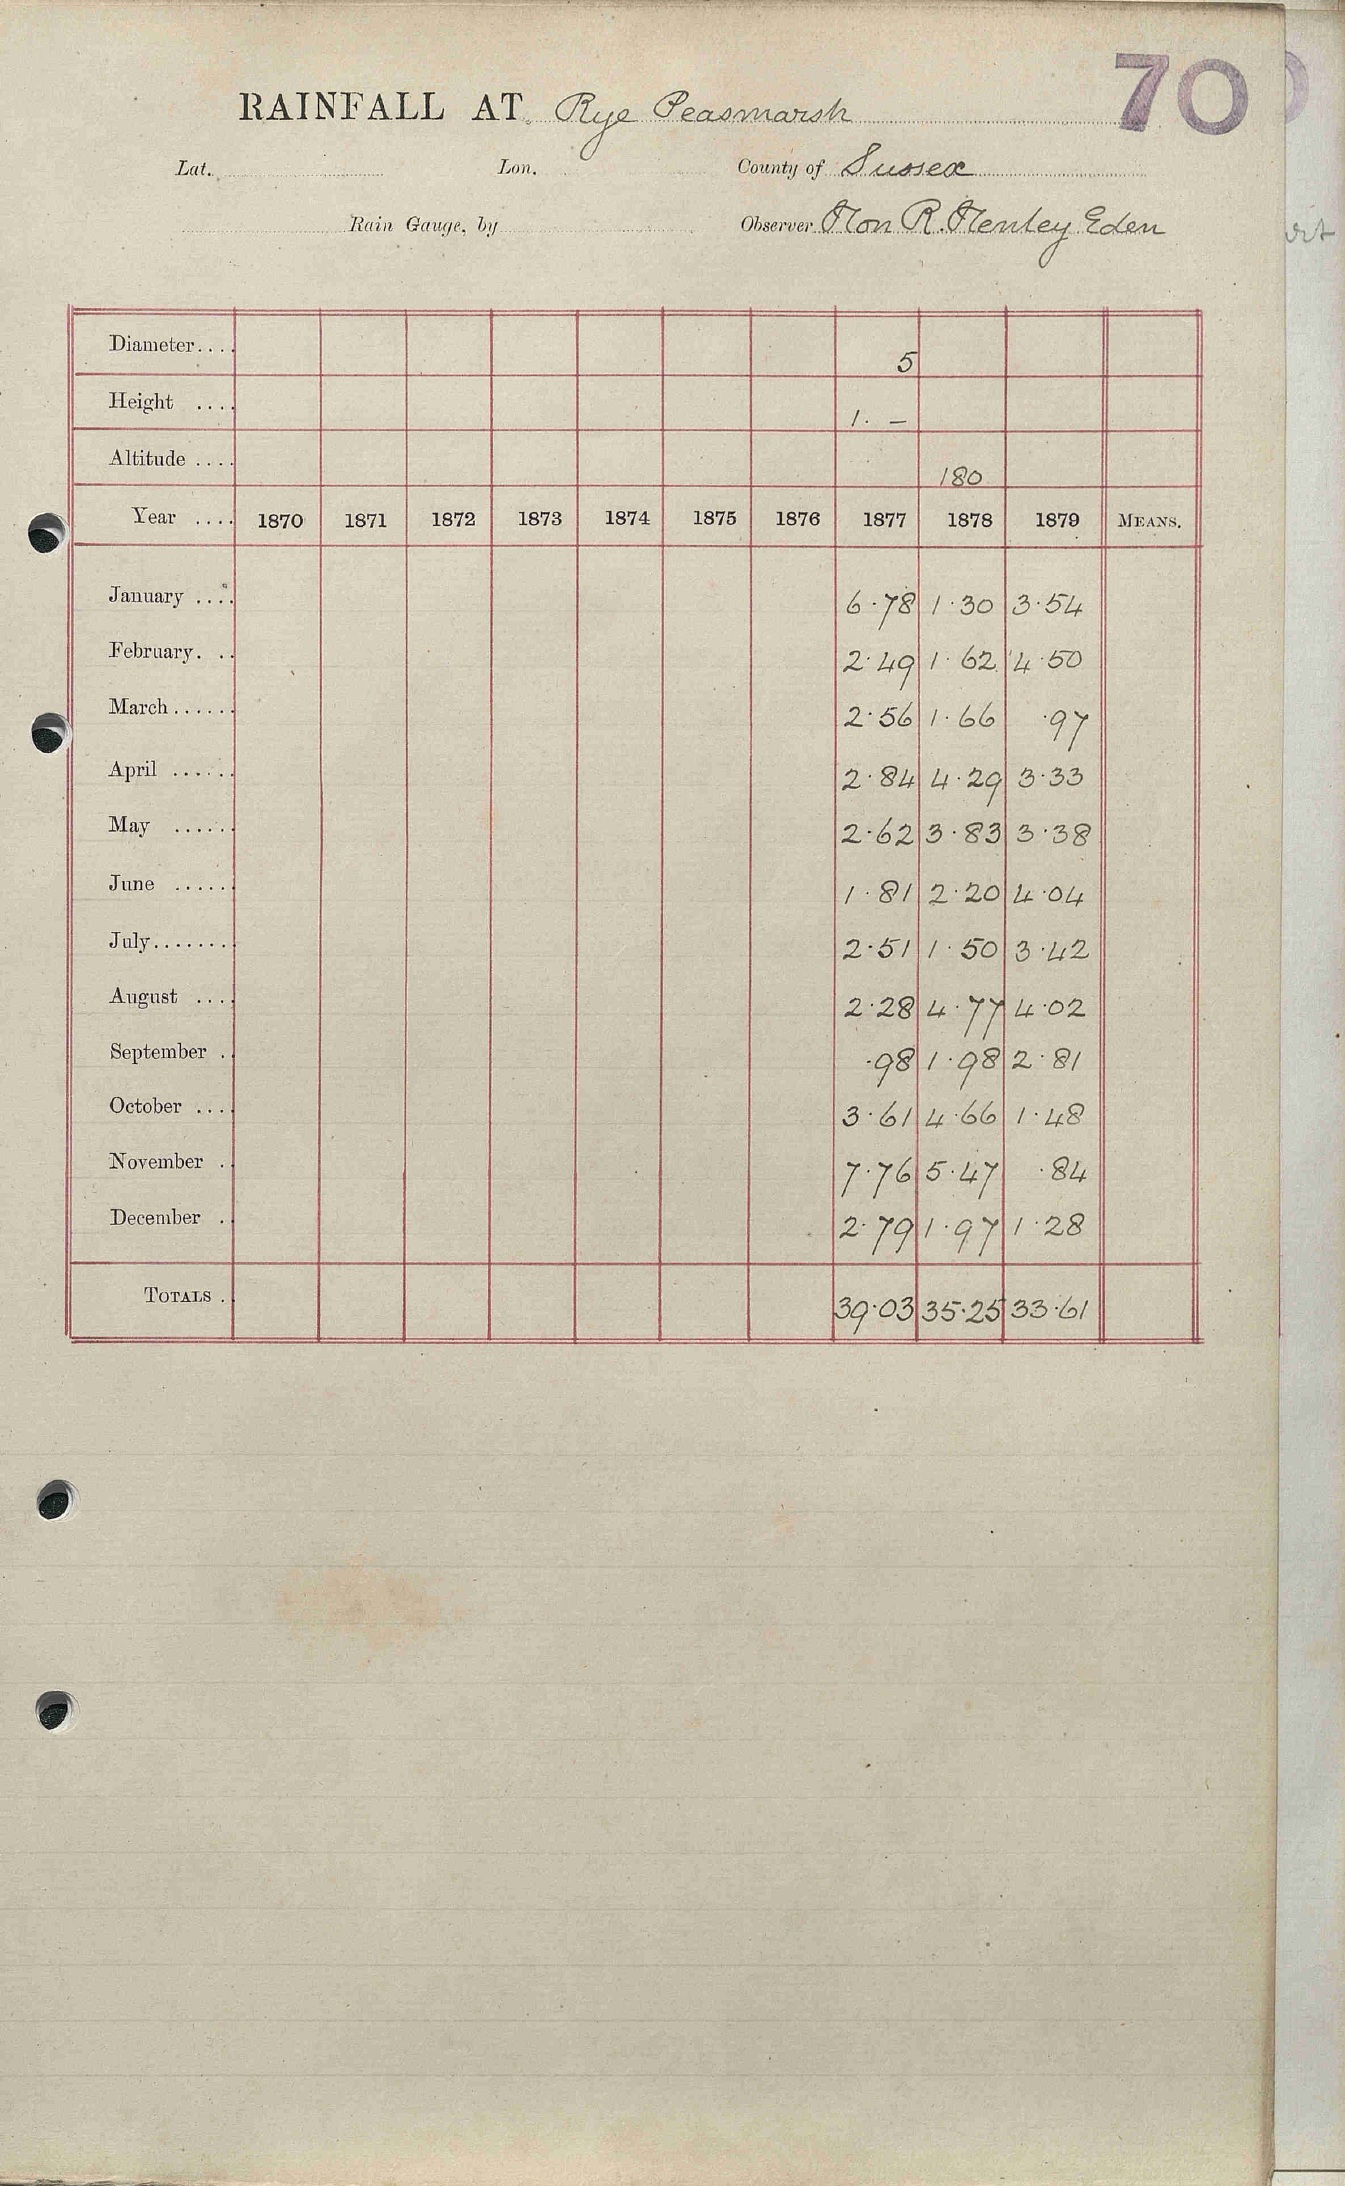 70
RAINFALL AT Rye Peasmarsh
Lat. Lon. County of Sussex
Rain Gauge, by Observer Hon R. Henley Eden
Diameter.... 5
Height .... 1. —
Altitude .... 180
Year .... 1870 1871 1872 1873 1874 1875 1876 1877 1878 1879 MEANS.
January .... 6.78 1.30 3.54
February. .. 2.49 1.62 4.50
March...... 2.56 1.66 .97
April ...... 2.84 4.29 3.33
May ...... 2.62 3.83 3.38
June ...... 1.81 2.20 4.04
July....... 2.51 1.50 3.42
August .... 2.28 4.77 4.02
September . .98 1.98 2.81
October .... 3.61 4.66 1.48
November . 7.76 5.47 .84
December . 2.79 1.97 1.28
TOTALS . 39.03 35.25 33.61